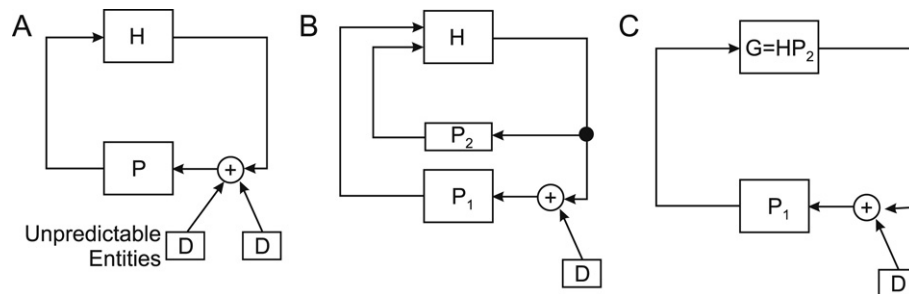 A
H
P
+
Unpredictable
Entities
D
D
B
H
P₂
P₁
+
D
C
G=HP₂
P₁
+
D